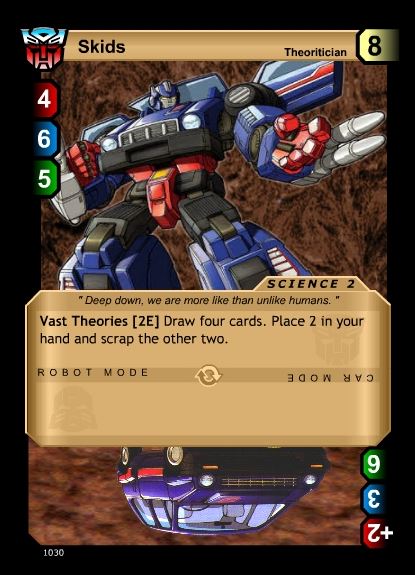 Skids
Theoritician
8
4
6
5
SCIENCE 2
" Deep down, we are more like than unlike humans. "
Vast Theories [2E] Draw four cards. Place 2 in your
hand and scrap the other two.
ROBOT MODE
CAR MODE
+2
3
9
1030